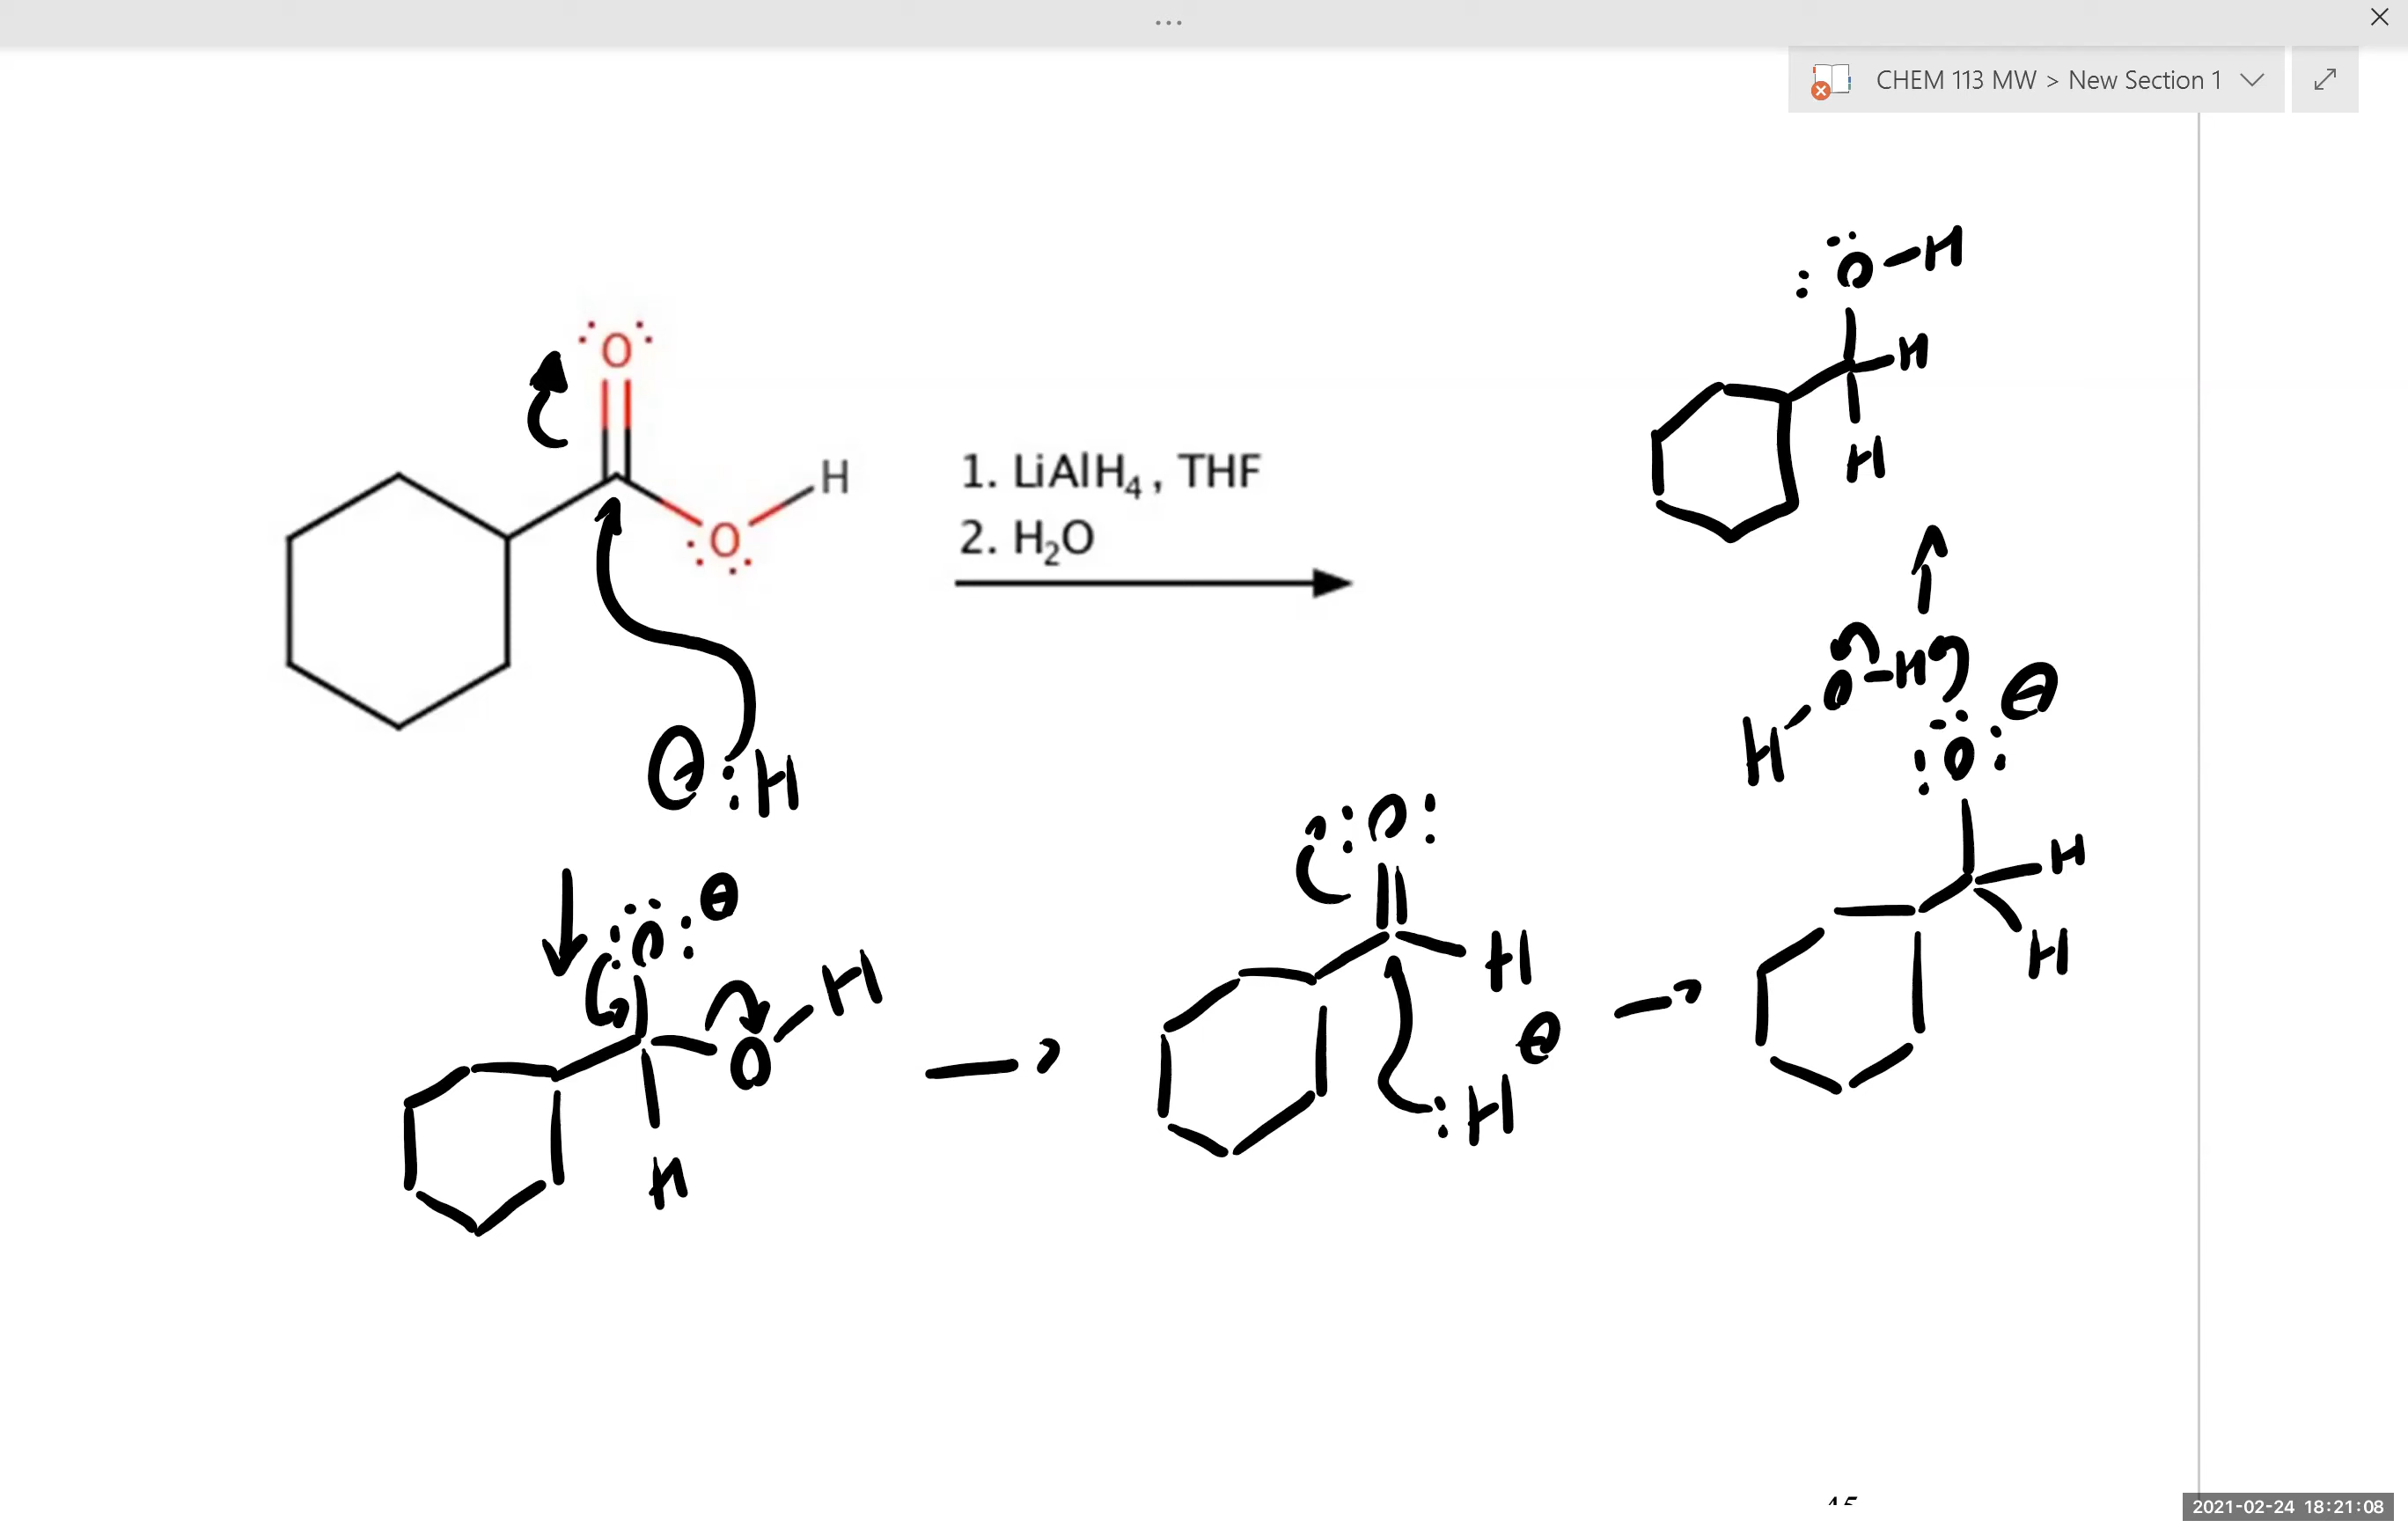 CHEM 113 MW > New Section 1
:Ö-H
H
H
:O:
H
O
1. LiAlH4, THF
2. H2O
⊖:H
O-H
H
:Ö: ⊖
H
H
:O:
H
⊖
:H
:Ö: ⊖
H
O
H
2021-02-24 18:21:08